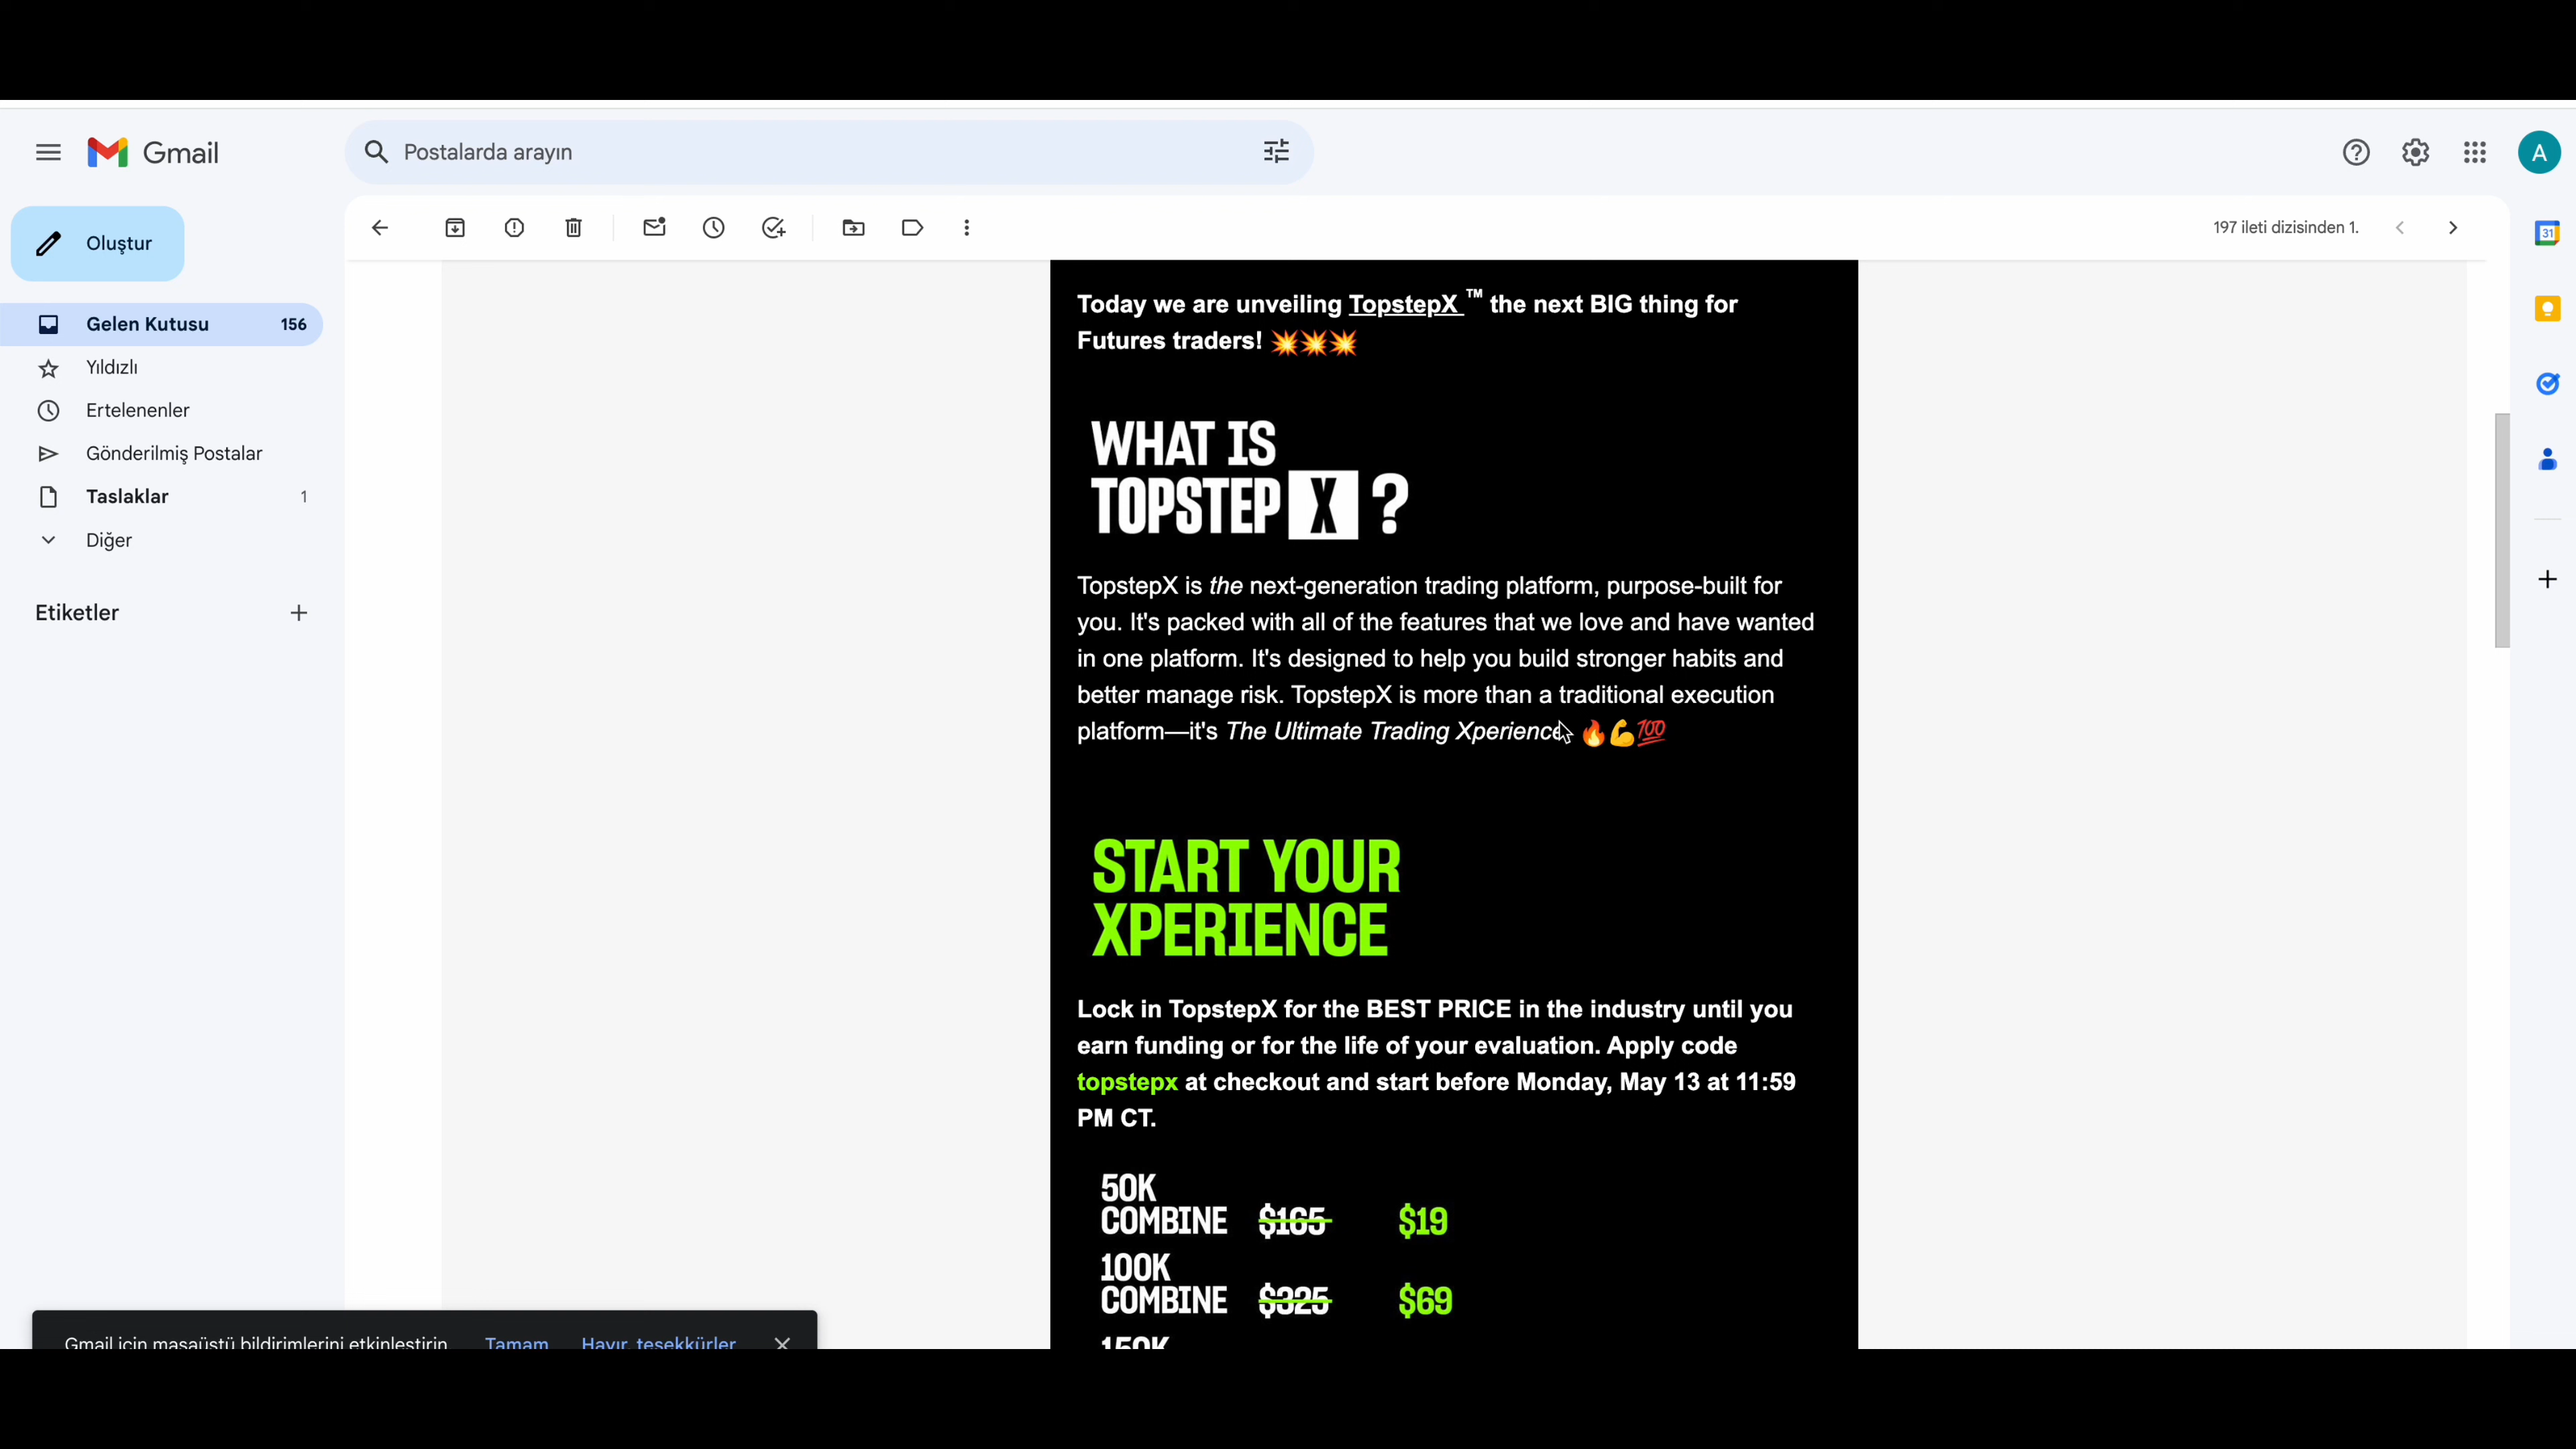 Gmail
Postalarda arayın
A
Oluştur
197 ileti dizisinden 1.
31
Gelen Kutusu 156
Yıldızlı
Ertelenenler
Gönderilmiş Postalar
Taslaklar 1
Diğer
Etiketler
Today we are unveiling TopstepX ™ the next BIG thing for
Futures traders! 💥💥💥
WHAT IS
TOPSTEP X ?
TopstepX is the next-generation trading platform, purpose-built for
you. It's packed with all of the features that we love and have wanted
in one platform. It's designed to help you build stronger habits and
better manage risk. TopstepX is more than a traditional execution
platform—it's The Ultimate Trading Xperience 🔥💪💯
START YOUR
XPERIENCE
Lock in TopstepX for the BEST PRICE in the industry until you
earn funding or for the life of your evaluation. Apply code
topstepx at checkout and start before Monday, May 13 at 11:59
PM CT.
50K
COMBINE $165 $19
100K
COMBINE $325 $69
150K
Gmail için masaüstü bildirimlerini etkinleştirin. Tamam Hayır, teşekkürler